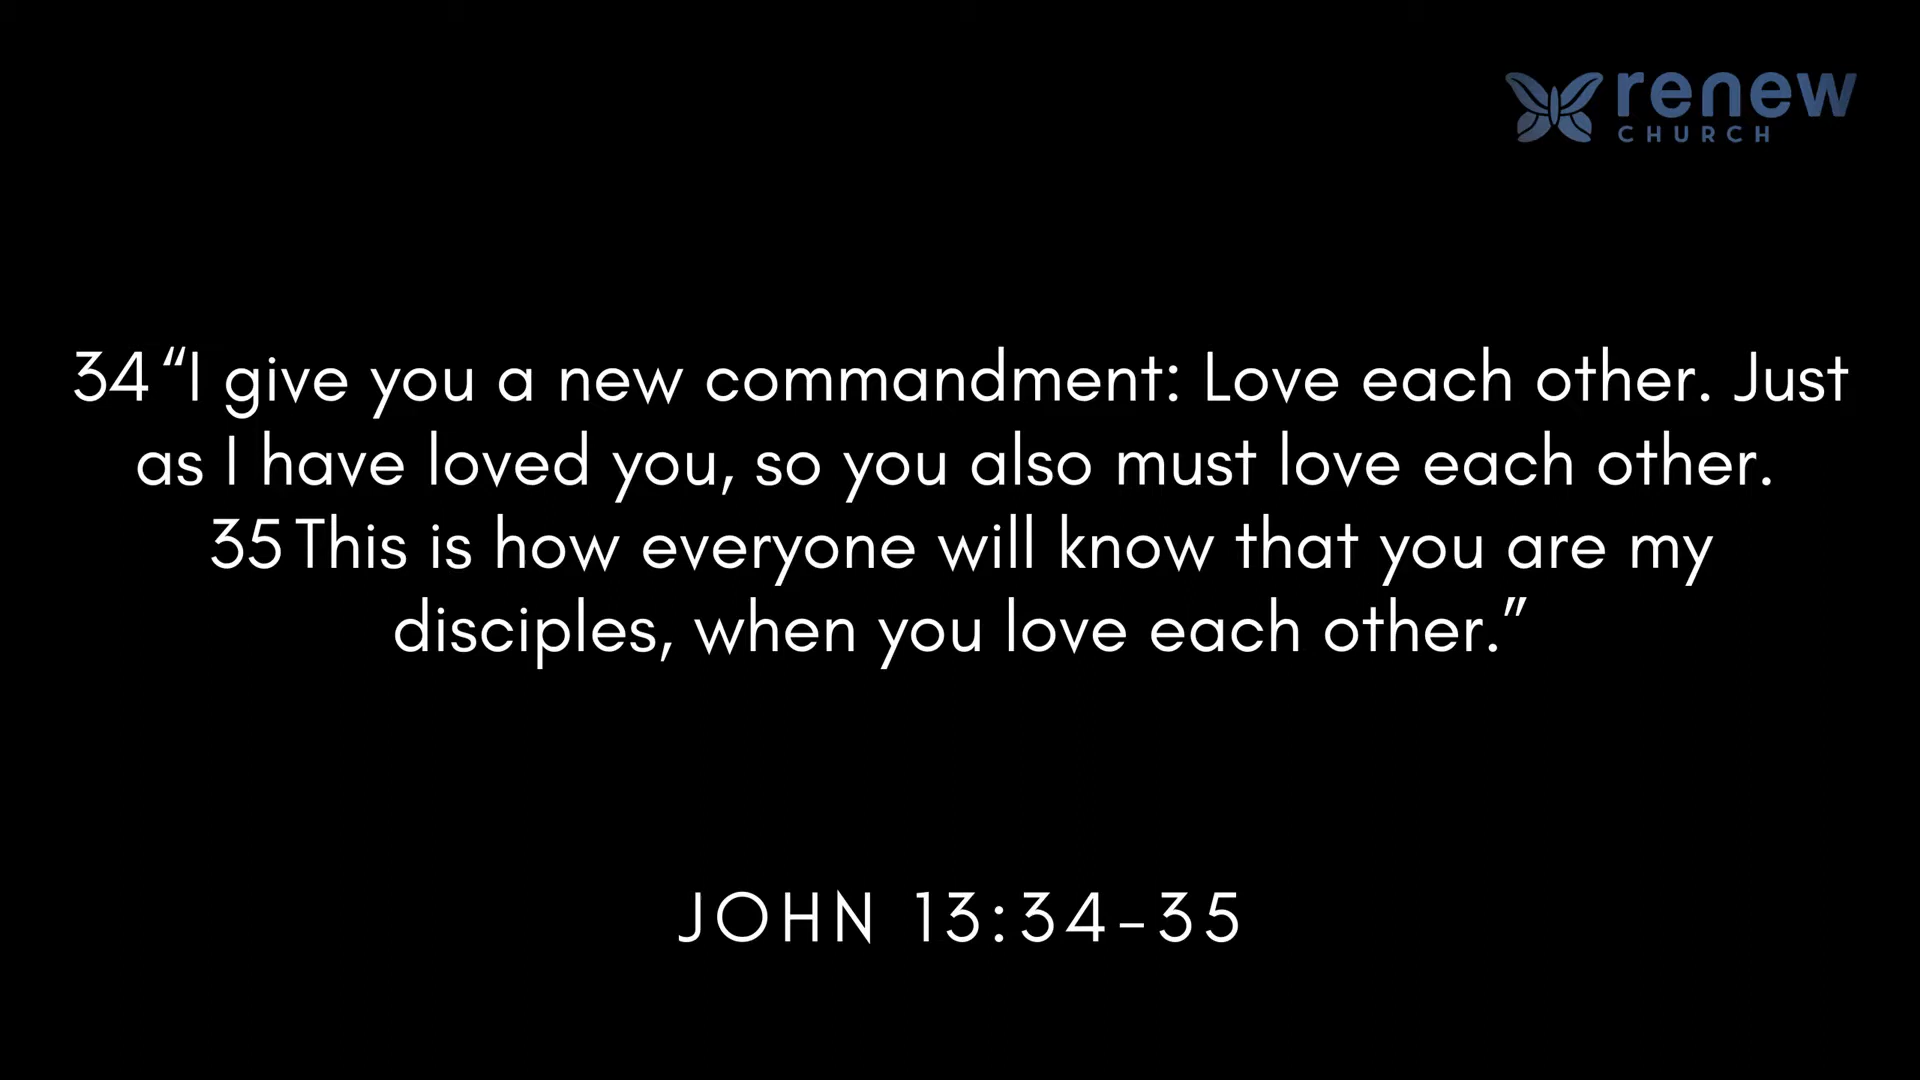 renew
CHURCH
34 “I give you a new commandment: Love each other. Just
as I have loved you, so you also must love each other.
35 This is how everyone will know that you are my
disciples, when you love each other.”
JOHN 13:34–35